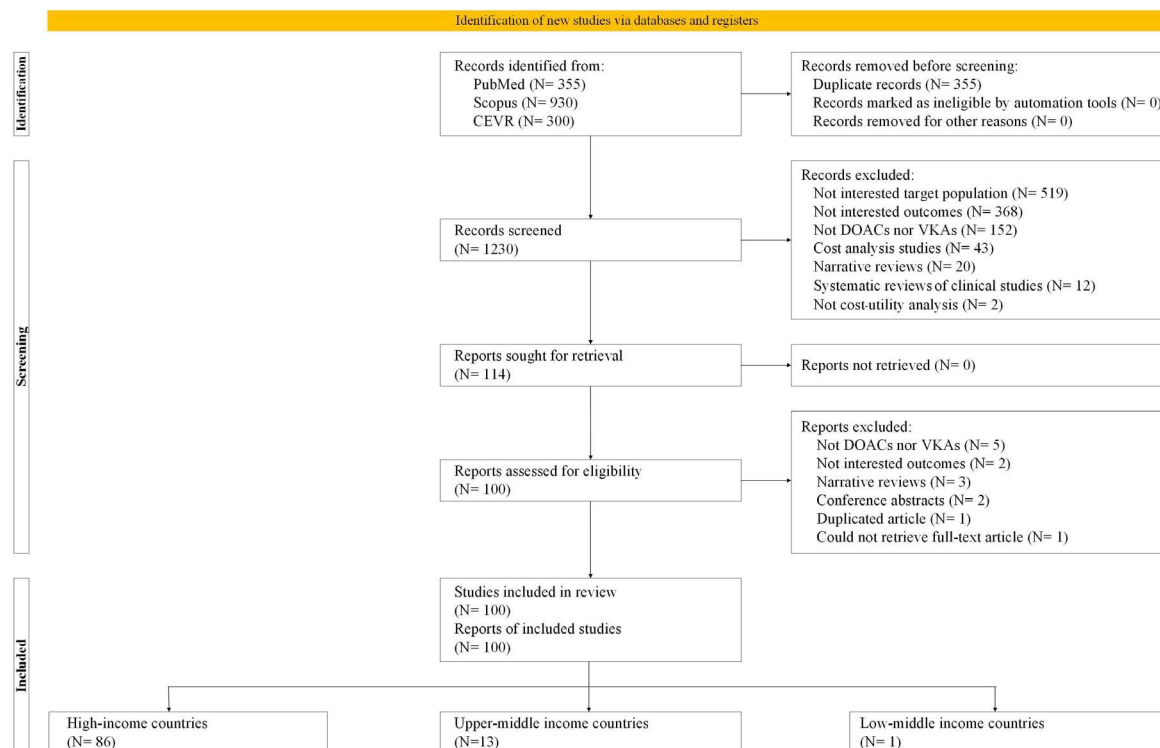 Identification of new studies via databases and registers
Identification
Records identified from:
PubMed (N= 355)
Scopus (N= 930)
CEVR (N= 300)
Records removed before screening:
Duplicate records (N= 355)
Records marked as ineligible by automation tools (N= 0)
Records removed for other reasons (N= 0)
Screening
Records screened
(N= 1230)
Records excluded:
Not interested target population (N= 519)
Not interested outcomes (N= 368)
Not DOACs nor VKAs (N= 152)
Cost analysis studies (N= 43)
Narrative reviews (N= 20)
Systematic reviews of clinical studies (N= 12)
Not cost-utility analysis (N= 2)
Reports sought for retrieval
(N= 114)
Reports not retrieved (N= 0)
Reports assessed for eligibility
(N= 100)
Reports excluded:
Not DOACs nor VKAs (N= 5)
Not interested outcomes (N= 2)
Narrative reviews (N= 3)
Conference abstracts (N= 2)
Duplicated article (N= 1)
Could not retrieve full-text article (N= 1)
Included
Studies included in review
(N= 100)
Reports of included studies
(N= 100)
High-income countries
(N= 86)
Upper-middle income countries
(N=13)
Low-middle income countries
(N= 1)